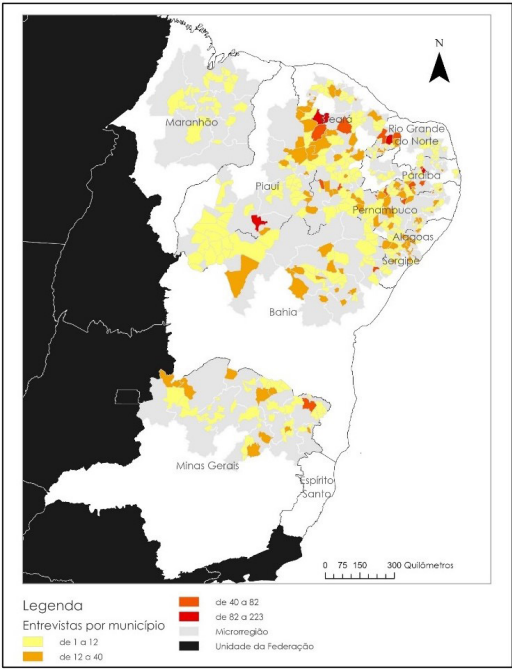 N
Maranhão
Ceará
Rio Grande
do Norte
Paraíba
Piauí
Pernambuco
Alagoas
Sergipe
Bahia
Minas Gerais
Espírito
Santo
0 75 150 300 Quilômetros
Legenda
Entrevistas por município
de 1 a 12
de 12 a 40
de 40 a 82
de 82 a 223
Microrregião
Unidade da Federação